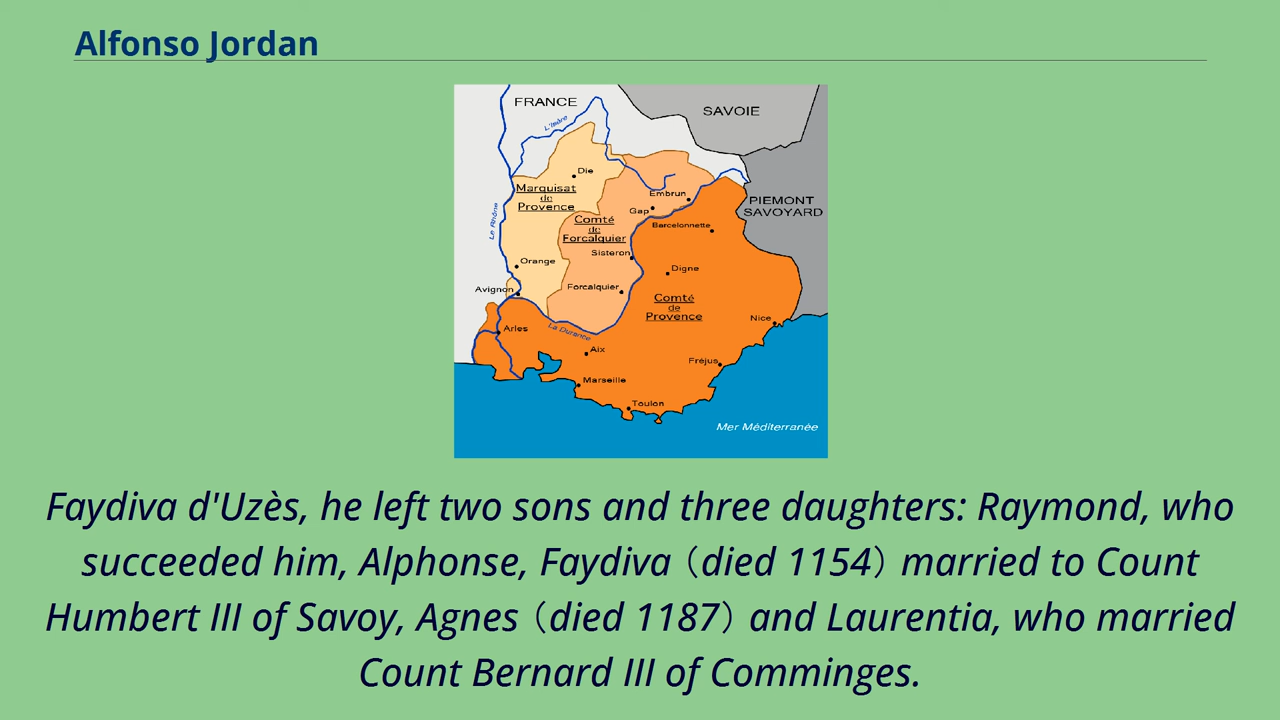 Alfonso Jordan
FRANCE
SAVOIE
L'Isère
Die
Marquisat
de
Provence
Embrun
Gap
PIEMONT
SAVOYARD
Comté
de
Forcalquier
Barcelonnette
Le Rhône
Sisteron
Orange
Digne
Avignon
Forcalquier
Comté
de
Provence
Nice
Arles
La Durance
Aix
Fréjus
Marseille
Toulon
Mer Méditerranée
Faydiva d'Uzès, he left two sons and three daughters: Raymond, who
succeeded him, Alphonse, Faydiva（died 1154）married to Count
Humbert III of Savoy, Agnes（died 1187）and Laurentia, who married
Count Bernard III of Comminges.